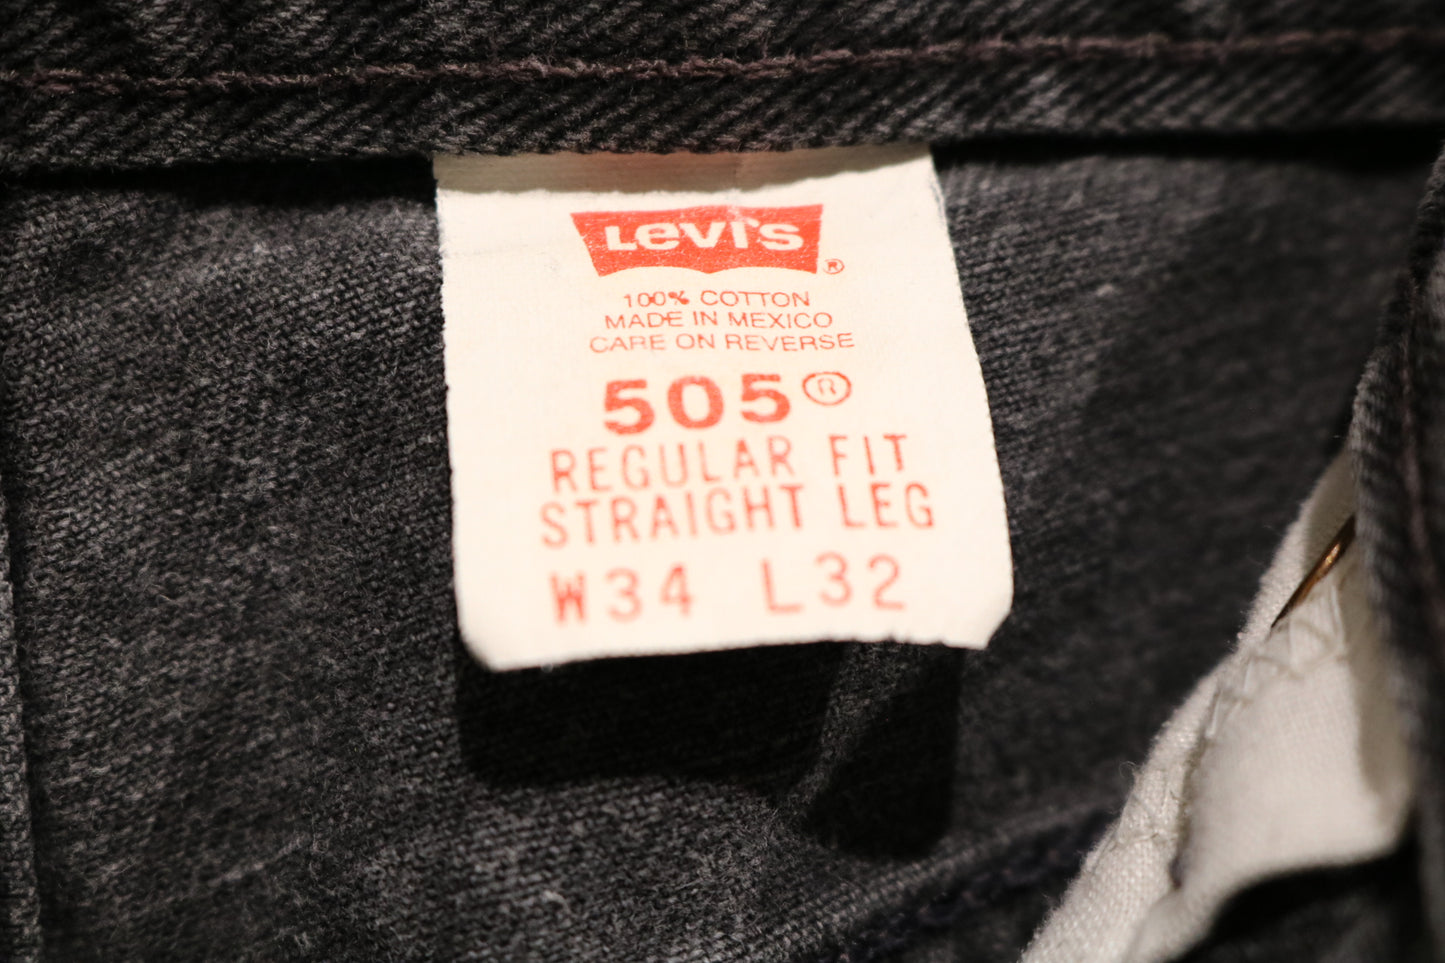 Levi's ®
100% COTTON
MADE IN MEXICO
CARE ON REVERSE
505®
REGULAR FIT
STRAIGHT LEG
W34 L32